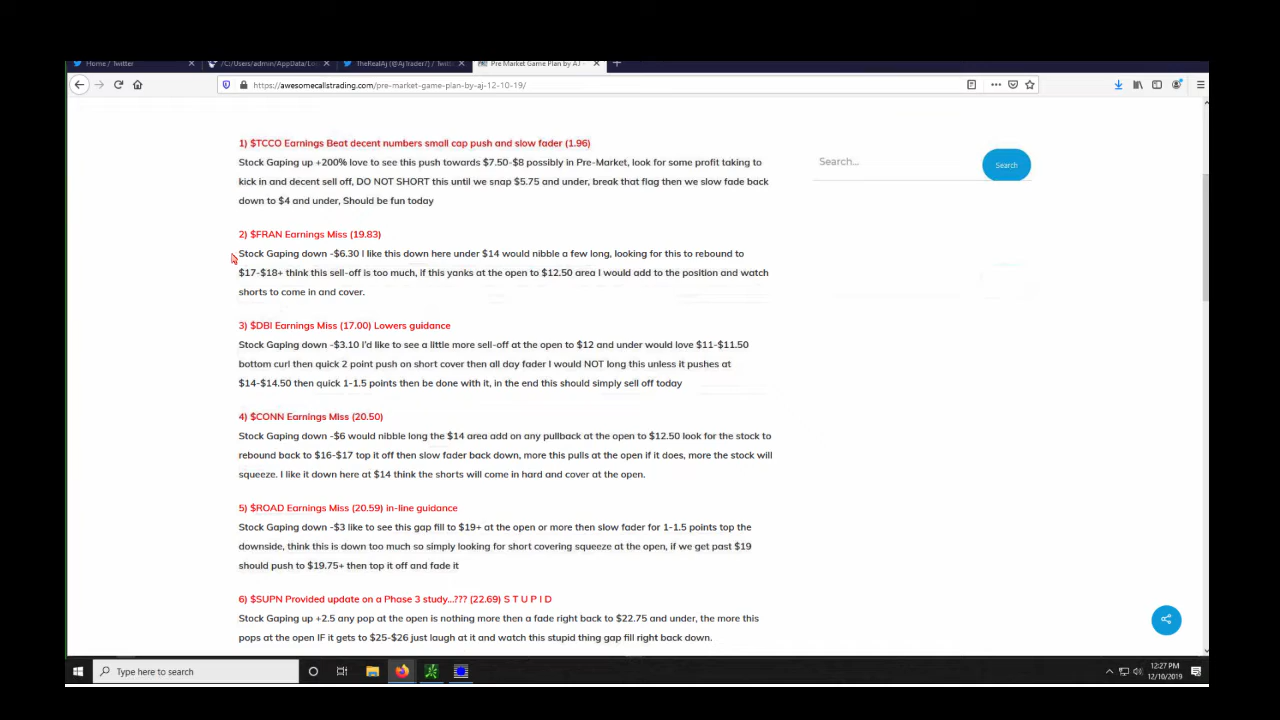 Home / Twitter
/C:/Users/admin/AppData/Lo
TheRealAj (@AjTrader7) / Twitt
Pre Market Game Plan by AJ
https://awesomecallstrading.com/pre-market-game-plan-by-aj-12-10-19/
1) $TCCO Earnings Beat decent numbers small cap push and slow fader (1.96)
Stock Gaping up +200% love to see this push towards $7.50-$8 possibly in Pre-Market, look for some profit taking to
kick in and decent sell off, DO NOT SHORT this until we snap $5.75 and under, break that flag then we slow fade back
down to $4 and under, Should be fun today
Search...
Search
2) $FRAN Earnings Miss (19.83)
Stock Gaping down -$6.30 I like this down here under $14 would nibble a few long, looking for this to rebound to
$17-$18+ think this sell-off is too much, if this yanks at the open to $12.50 area I would add to the position and watch
shorts to come in and cover.
3) $DBI Earnings Miss (17.00) Lowers guidance
Stock Gaping down -$3.10 I'd like to see a little more sell-off at the open to $12 and under would love $11-$11.50
bottom curl then quick 2 point push on short cover then all day fader I would NOT long this unless it pushes at
$14-$14.50 then quick 1-1.5 points then be done with it, in the end this should simply sell off today
4) $CONN Earnings Miss (20.50)
Stock Gaping down -$6 would nibble long the $14 area add on any pullback at the open to $12.50 look for the stock to
rebound back to $16-$17 top it off then slow fader back down, more this pulls at the open if it does, more the stock will
squeeze. I like it down here at $14 think the shorts will come in hard and cover at the open.
5) $ROAD Earnings Miss (20.59) in-line guidance
Stock Gaping down -$3 like to see this gap fill to $19+ at the open or more then slow fader for 1-1.5 points top the
downside, think this is down too much so simply looking for short covering squeeze at the open, if we get past $19
should push to $19.75+ then top it off and fade it
6) $SUPN Provided update on a Phase 3 study...??? (22.69) S T U P I D
Stock Gaping up +2.5 any pop at the open is nothing more then a fade right back to $22.75 and under, the more this
pops at the open IF it gets to $25-$26 just laugh at it and watch this stupid thing gap fill right back down.
Type here to search
12:27 PM
12/10/2019